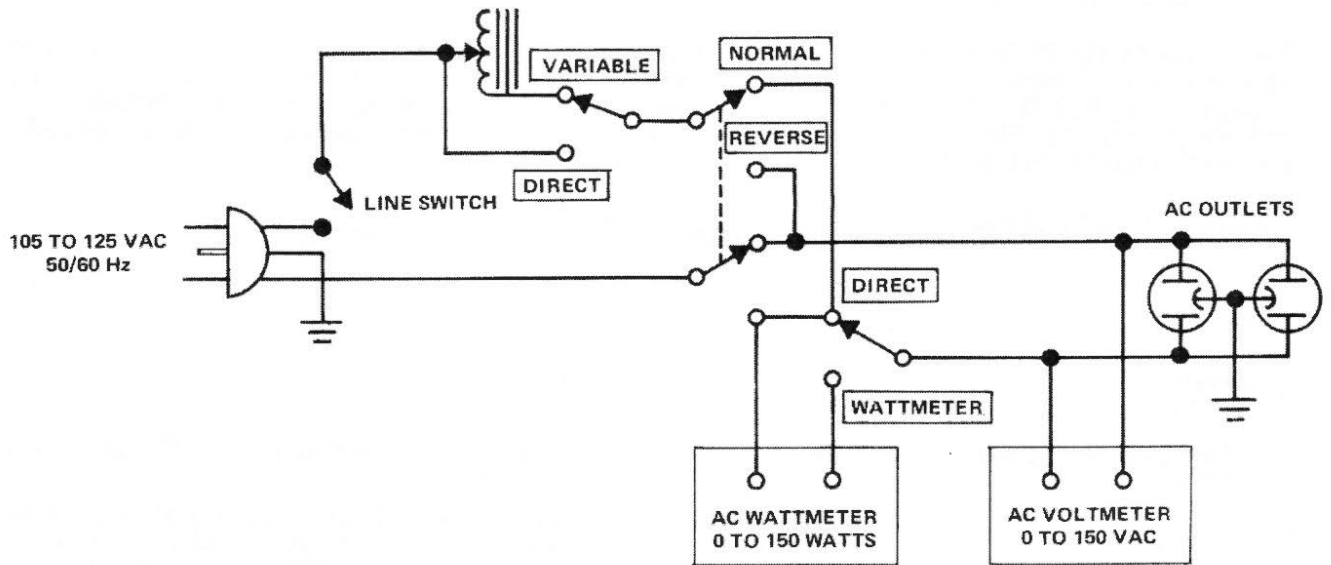 VARIABLE
NORMAL
REVERSE
DIRECT
LINE SWITCH
105 TO 125 VAC
50/60 Hz
AC OUTLETS
DIRECT
WATTMETER
AC WATTMETER
0 TO 150 WATTS
AC VOLTMETER
0 TO 150 VAC